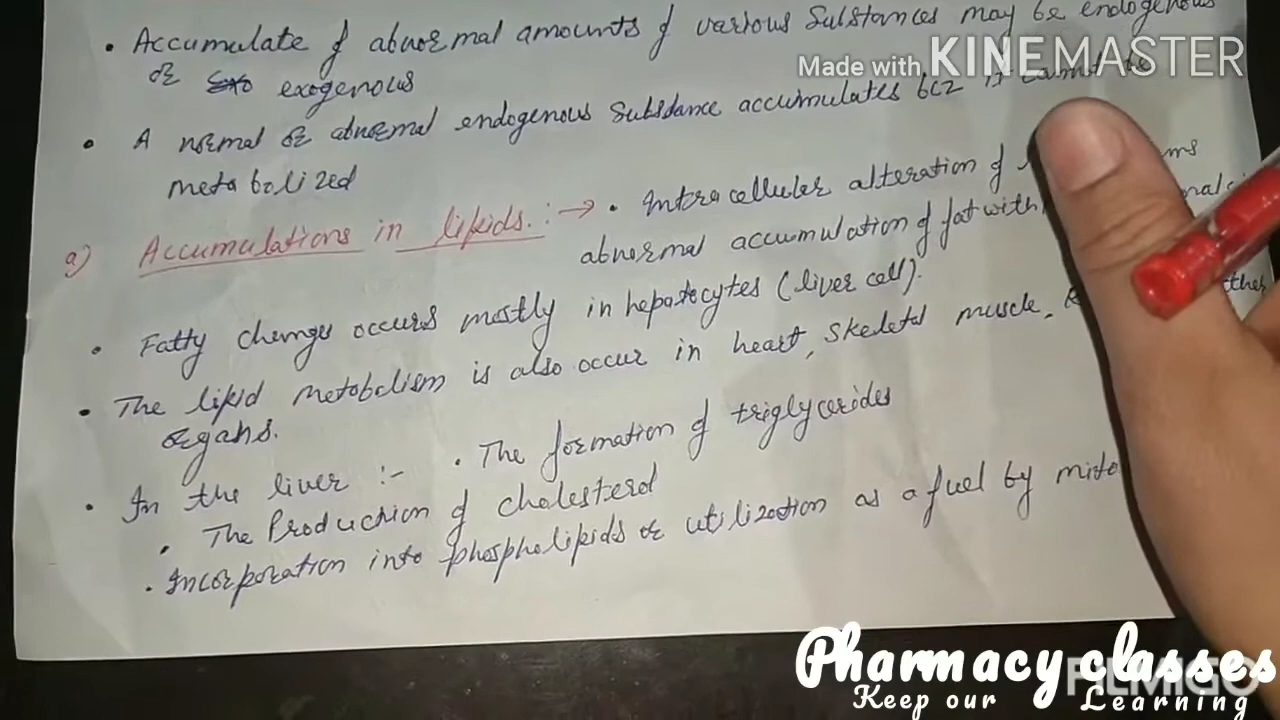 • Accumulate of abnormal amounts of various Substances may be endogenous
or exogenous
Made with KINEMASTER
• A normal or abnormal endogenous Substance accumulates bcz it
metabolized
a) Accumulations in lipids. :→ • Intracellular alteration of
abnormal accumulation of fat with
• Fatty changes occurs mostly in hepatocytes (liver cell).
• The lipid metabolism is also occur in heart, skeletal muscle,
organs.
• In the liver :- • The formation of triglycerides
• The Production of cholesterol
• Incorporation into phospholipids or utilization as a fuel by mito
Pharmacy classes
FILMIGO
Keep our Learning